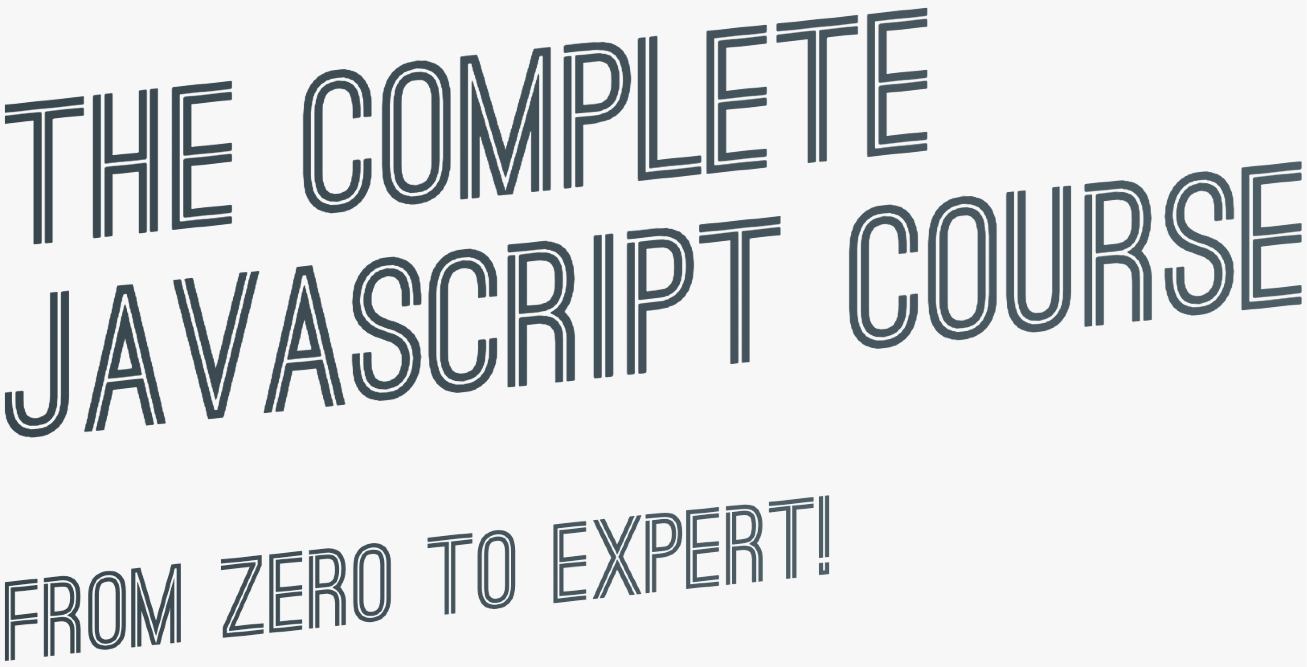 THE COMPLETE
JAVASCRIPT COURSE
FROM ZERO TO EXPERT!